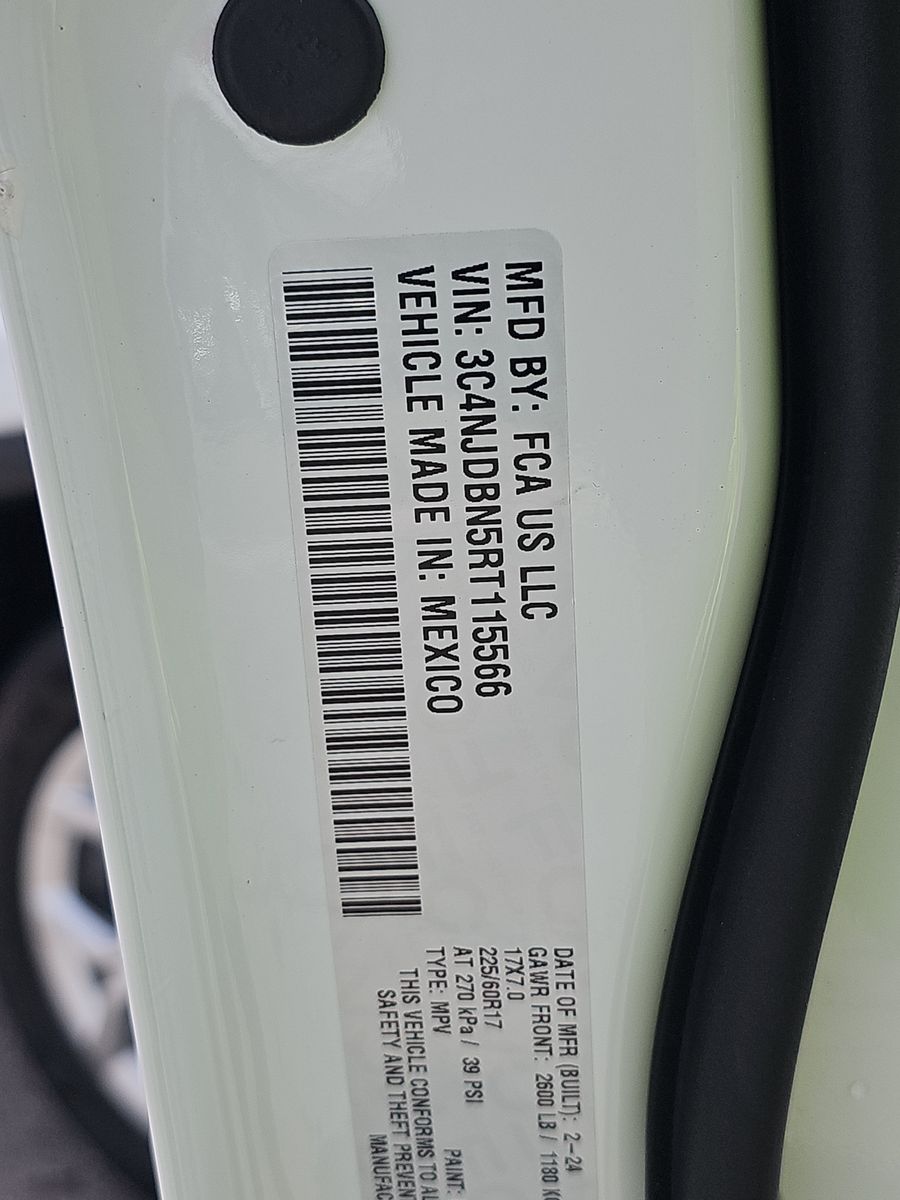 MFD BY: FCA US LLC
VIN: 3C4NJDBN5RT115566
VEHICLE MADE IN: MEXICO
DATE OF MFR (BUILT): 2-24
GAWR FRONT: 2600 LB / 1180
17X7.0
225/60R17
AT 270 kPa / 39 PSI
TYPE: MPV PAINT:
THIS VEHICLE CONFORMS TO
SAFETY AND THEFT